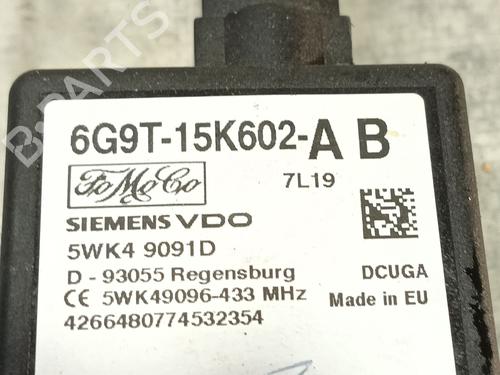 6G9T-15K602-AB
FoMoCo
7L19
SIEMENS VDO
5WK4 9091D
D - 93055 Regensburg
DCUGA
CE 5WK49096-433 MHz
Made in EU
4266480774532354